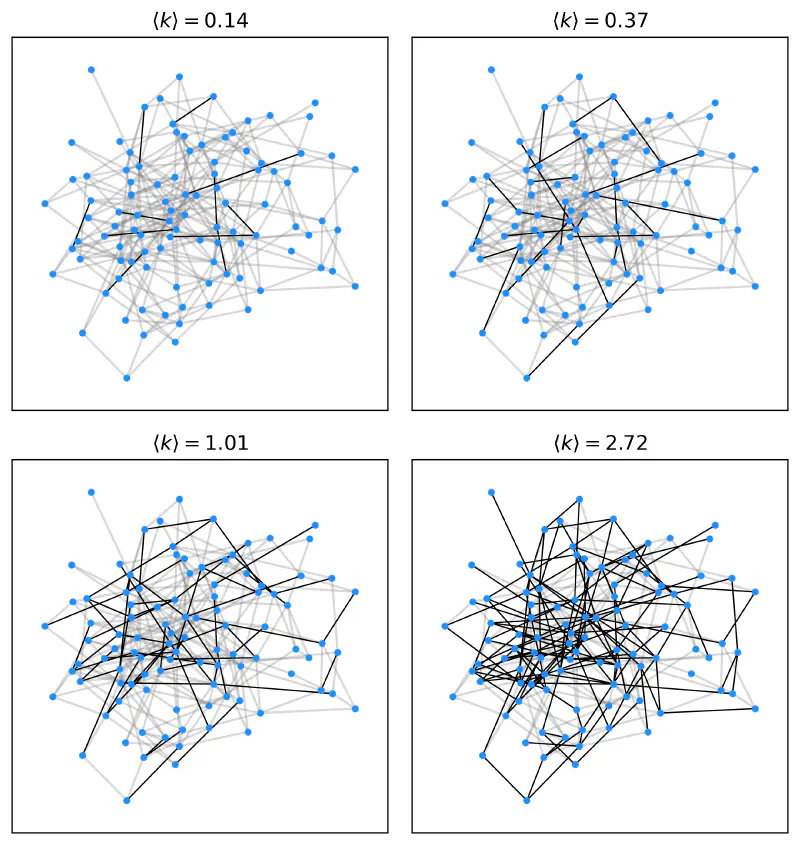 ⟨k⟩ = 0.14
⟨k⟩ = 0.37
⟨k⟩ = 1.01
⟨k⟩ = 2.72